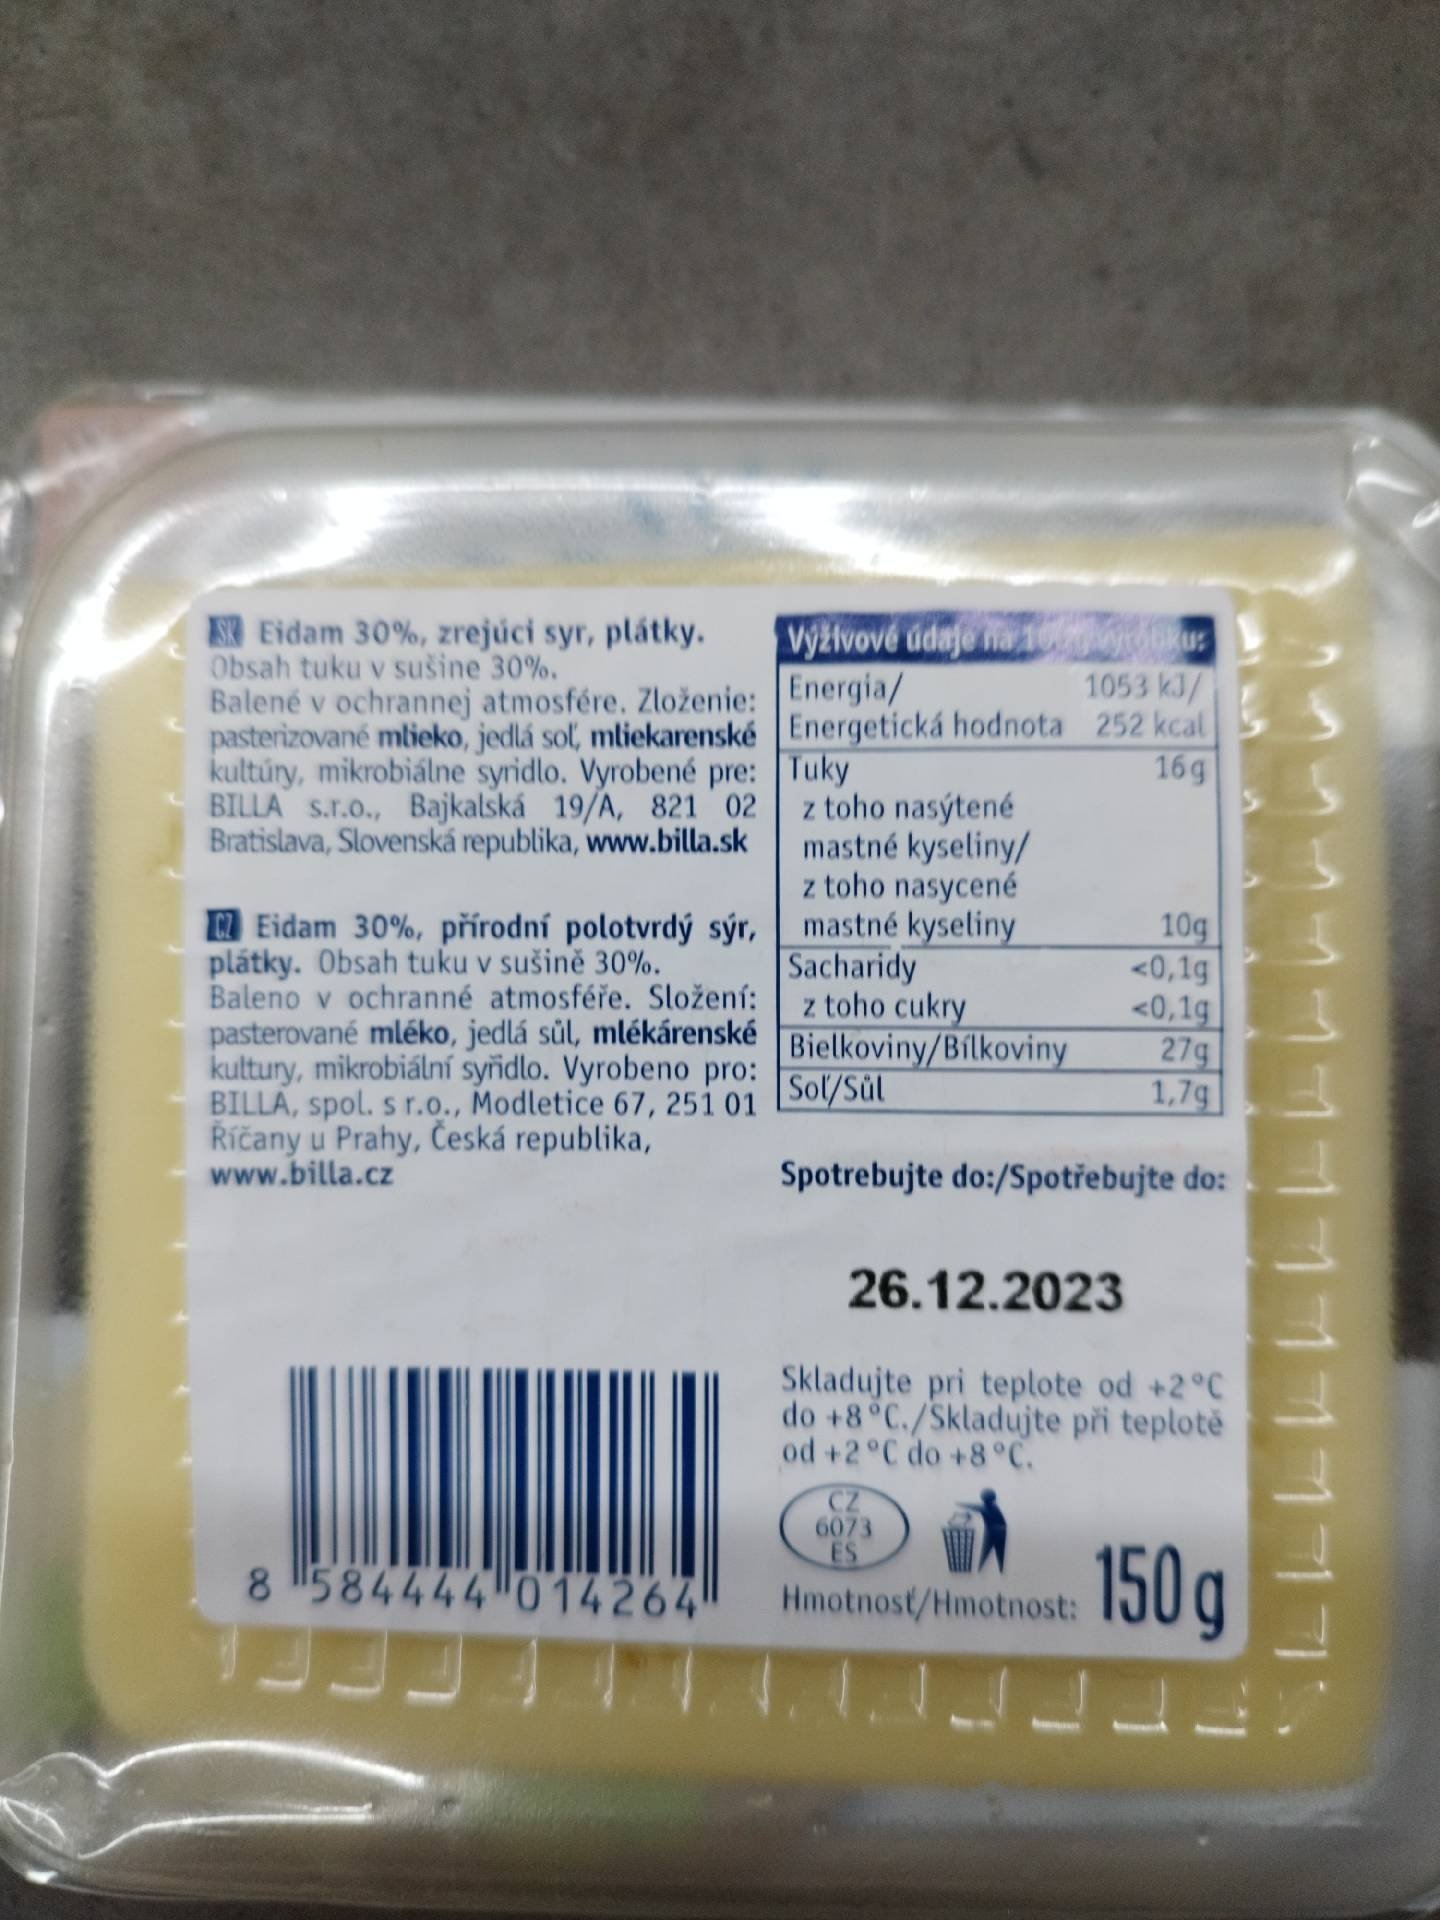 SK Eidam 30%, zrejúci syr, plátky.
Obsah tuku v sušine 30%.
Balené v ochrannej atmosfére. Zloženie:
pasterizované mlieko, jedlá soľ, mliekarenské
kultúry, mikrobiálne syridlo. Vyrobené pre:
BILLA s.r.o., Bajkalská 19/A, 821 02
Bratislava, Slovenská republika, www.billa.sk
CZ Eidam 30%, přírodní polotvrdý sýr,
plátky. Obsah tuku v sušině 30%.
Baleno v ochranné atmosféře. Složení:
pasterované mléko, jedlá sůl, mlékárenské
kultury, mikrobiální syřidlo. Vyrobeno pro:
BILLA, spol. s r.o., Modletice 67, 251 01
Říčany u Prahy, Česká republika,
www.billa.cz
8 584444 014264
Výživové údaje na výrobku:
Energia/ 1053 kJ/
Energetická hodnota 252 kcal
Tuky 16g
z toho nasýtené
mastné kyseliny/
z toho nasycené
mastné kyseliny 10g
Sacharidy <0,1g
z toho cukry <0,1g
Bielkoviny/Bílkoviny 27g
Soľ/Sůl 1,7g
Spotrebujte do:/Spotřebujte do:
26.12.2023
Skladujte pri teplote od +2°C
do +8°C./Skladujte při teplotě
od +2°C do +8°C.
CZ
6073
ES
Hmotnosť/Hmotnost: 150g